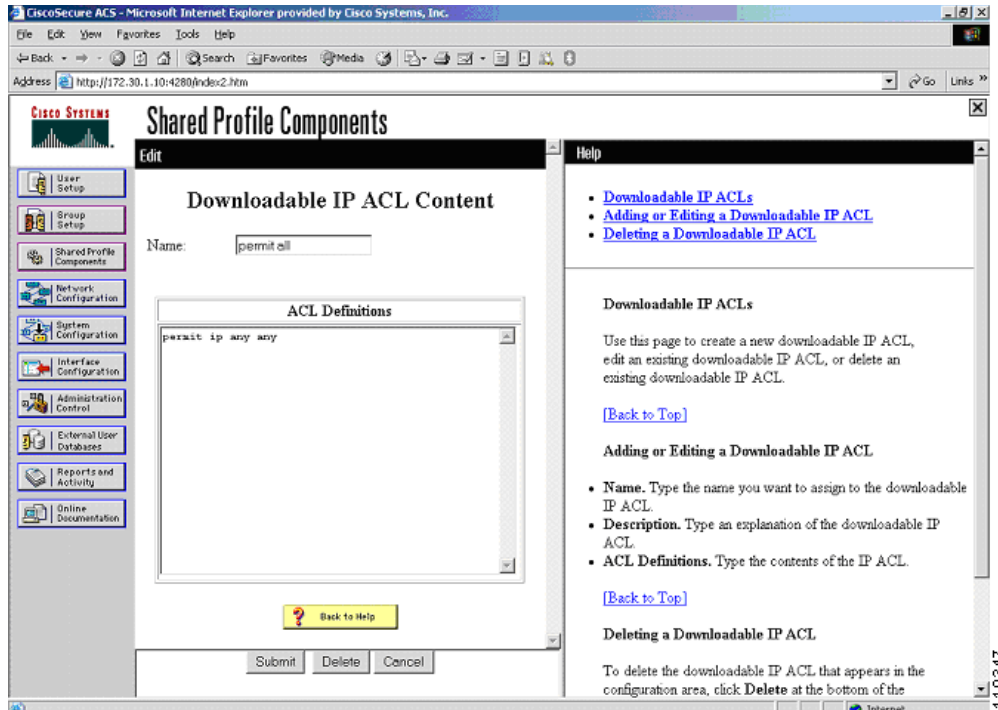 CiscoSecure ACS - Microsoft Internet Explorer provided by Cisco Systems, Inc.
File Edit View Favorites Tools Help
Back Search Favorites Media
Address http://172.30.1.10:4280/index2.htm Go Links »
CISCO SYSTEMS
Shared Profile Components
User
Setup
Group
Setup
Shared Profile
Components
Network
Configuration
System
Configuration
Interface
Configuration
Administration
Control
External User
Databases
Reports and
Activity
Online
Documentation
Edit
Downloadable IP ACL Content
Name: permit all
ACL Definitions
permit ip any any
? Back to Help
Submit Delete Cancel
Help
• Downloadable IP ACLs
• Adding or Editing a Downloadable IP ACL
• Deleting a Downloadable IP ACL
Downloadable IP ACLs
Use this page to create a new downloadable IP ACL,
edit an existing downloadable IP ACL, or delete an
existing downloadable IP ACL.
[Back to Top]
Adding or Editing a Downloadable IP ACL
• Name. Type the name you want to assign to the downloadable
IP ACL.
• Description. Type an explanation of the downloadable IP
ACL.
• ACL Definitions. Type the contents of the IP ACL.
[Back to Top]
Deleting a Downloadable IP ACL
To delete the downloadable IP ACL that appears in the
configuration area, click Delete at the bottom of the
Internet